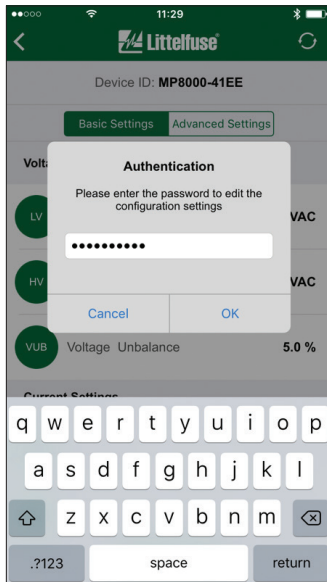 11:29
Littelfuse®
Device ID: MP8000-41EE
Basic Settings Advanced Settings
Authentication
Please enter the password to edit the
configuration settings
••••••••••
Cancel OK
LV VAC
HV VAC
VUB Voltage Unbalance 5.0 %
Current Settings
q w e r t y u i o p
a s d f g h j k l
z x c v b n m
.?123 space return